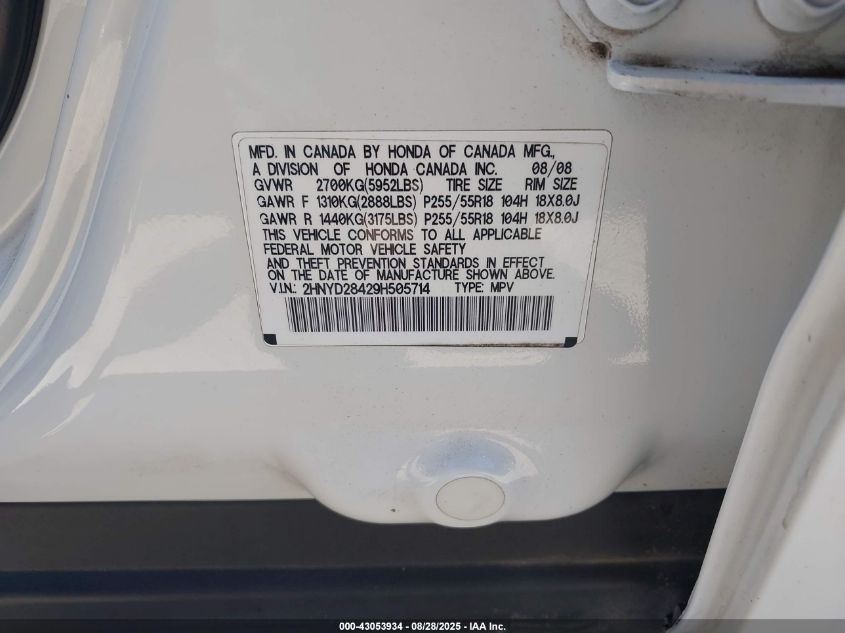 MFD. IN CANADA BY HONDA OF CANADA MFG.,
A DIVISION OF HONDA CANADA INC. 08/08
GVWR 2700KG(5952LBS) TIRE SIZE RIM SIZE
GAWR F 1310KG(2888LBS) P255/55R18 104H 18X8.0J
GAWR R 1440KG(3175LBS) P255/55R18 104H 18X8.0J
THIS VEHICLE CONFORMS TO ALL APPLICABLE
FEDERAL MOTOR VEHICLE SAFETY
AND THEFT PREVENTION STANDARDS IN EFFECT
ON THE DATE OF MANUFACTURE SHOWN ABOVE.
V.I.N.: 2HNYD28429H505714 TYPE: MPV
000-43053934 - 08/28/2025 - IAA Inc.